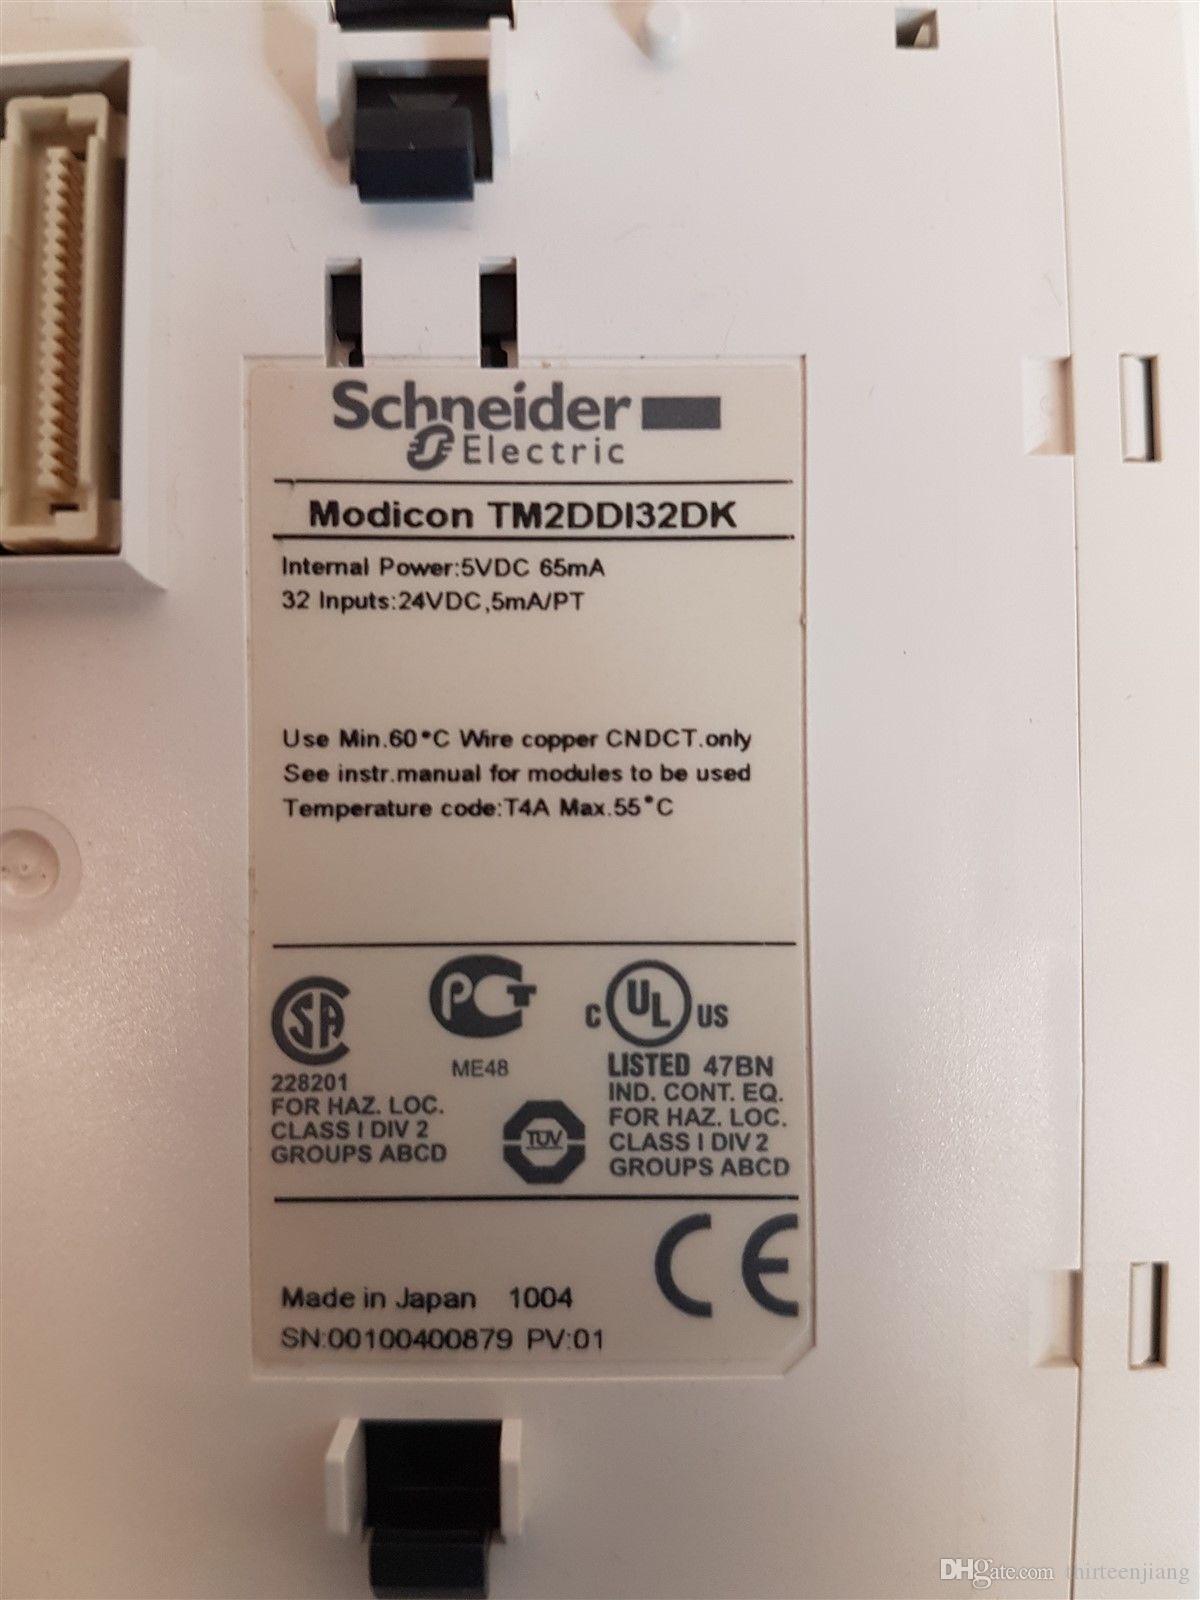 Schneider
Electric
Modicon TM2DDI32DK
Internal Power:5VDC 65mA
32 Inputs:24VDC,5mA/PT
Use Min.60°C Wire copper CNDCT.only
See instr.manual for modules to be used
Temperature code:T4A Max.55°C
SA
228201
FOR HAZ. LOC.
CLASS I DIV 2
GROUPS ABCD
PCT
ME48
TÜV
C UL US
LISTED 47BN
IND. CONT. EQ.
FOR HAZ. LOC.
CLASS I DIV 2
GROUPS ABCD
CE
Made in Japan 1004
SN:00100400879 PV:01
DHgate.com thirteenjiang